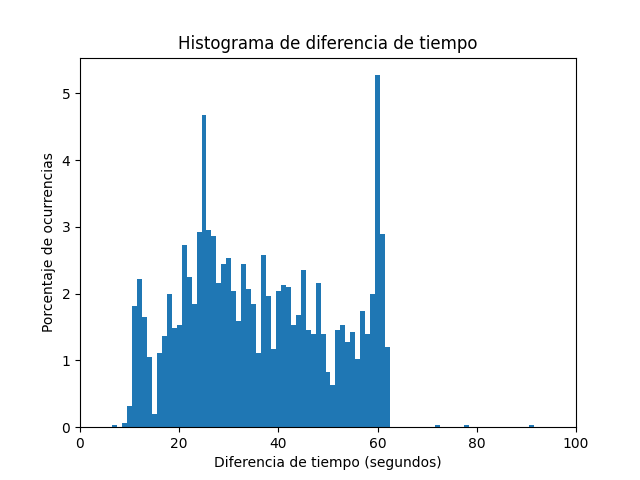 Histograma de diferencia de tiempo
Porcentaje de ocurrencias
5
4
3
2
1
0
0 20 40 60 80 100
Diferencia de tiempo (segundos)